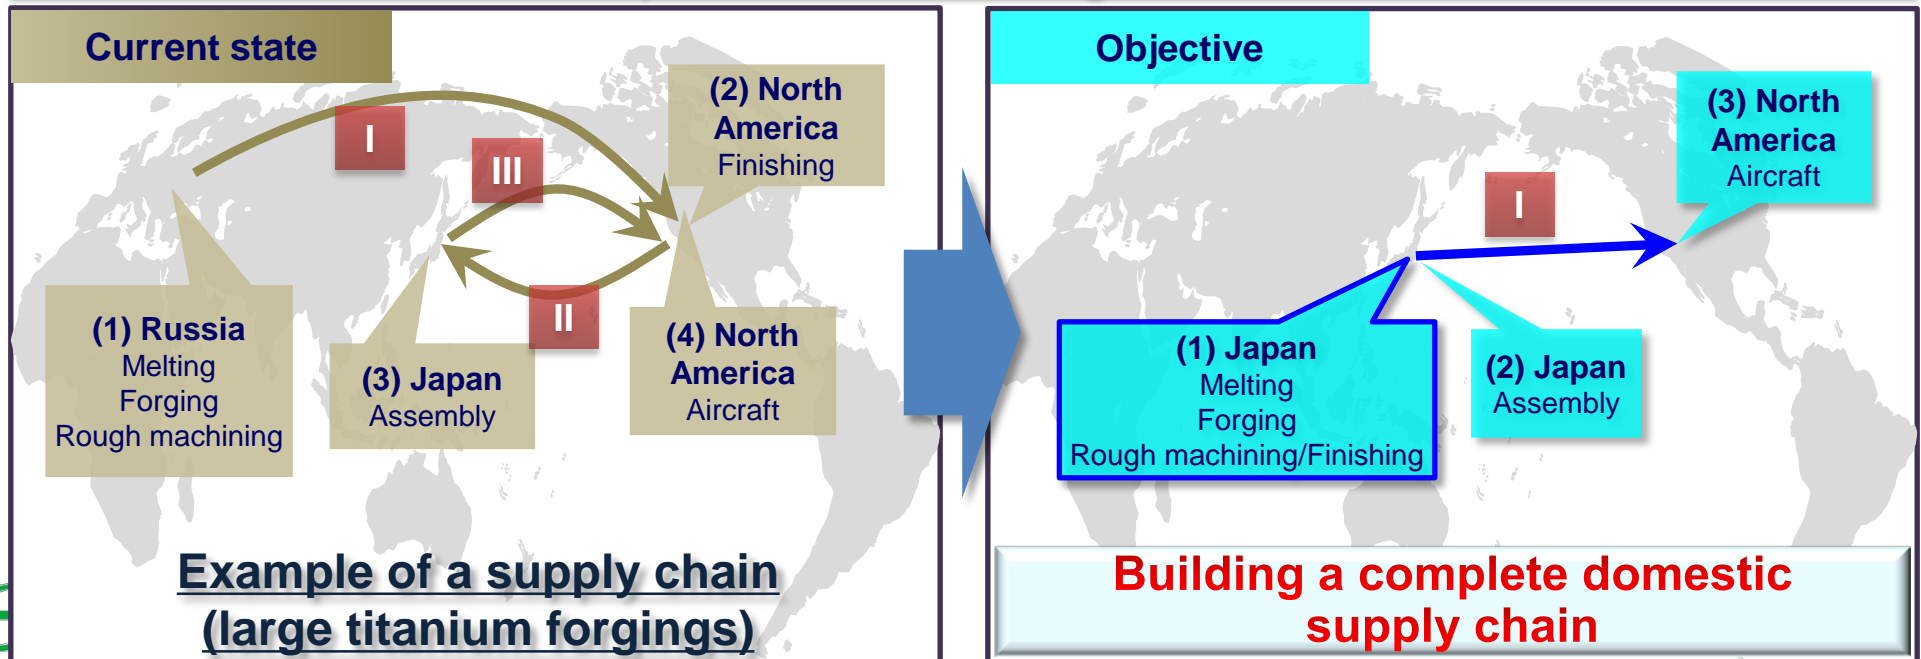 Current state
I
III
II
(2) North
America
Finishing
(1) Russia
Melting
Forging
Rough machining
(3) Japan
Assembly
(4) North
America
Aircraft
Example of a supply chain
(large titanium forgings)
Objective
I
(3) North
America
Aircraft
(1) Japan
Melting
Forging
Rough machining/Finishing
(2) Japan
Assembly
Building a complete domestic
supply chain